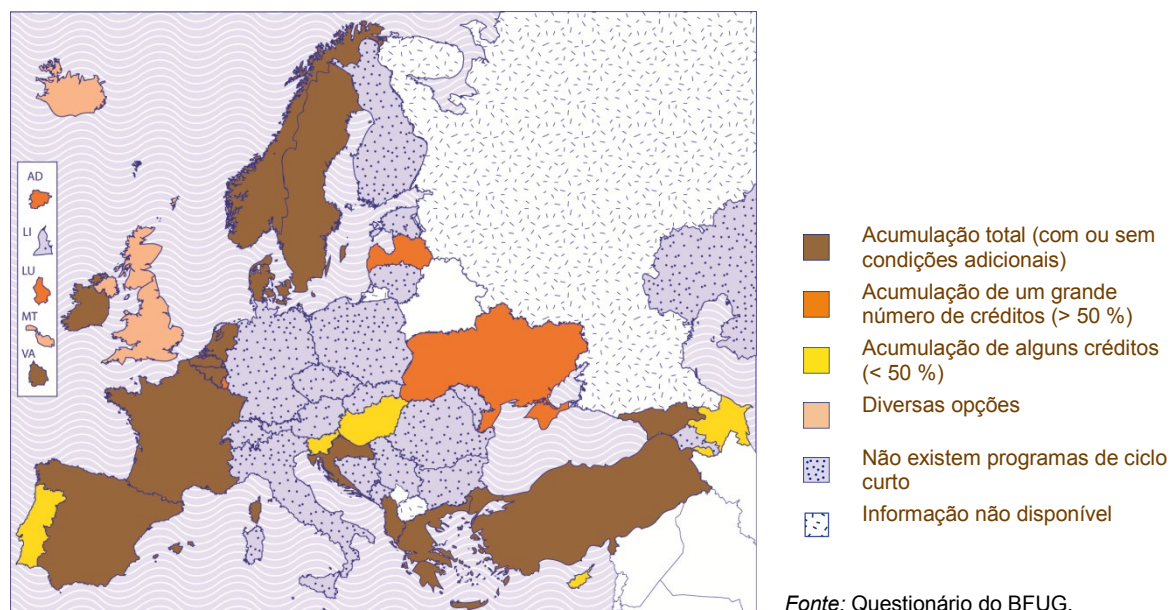 AD
LI
LU
MT
VA
Acumulação total (com ou sem
condições adicionais)
Acumulação de um grande
número de créditos (> 50 %)
Acumulação de alguns créditos
(< 50 %)
Diversas opções
Não existem programas de ciclo
curto
Informação não disponível
Fonte: Questionário do BFUG.